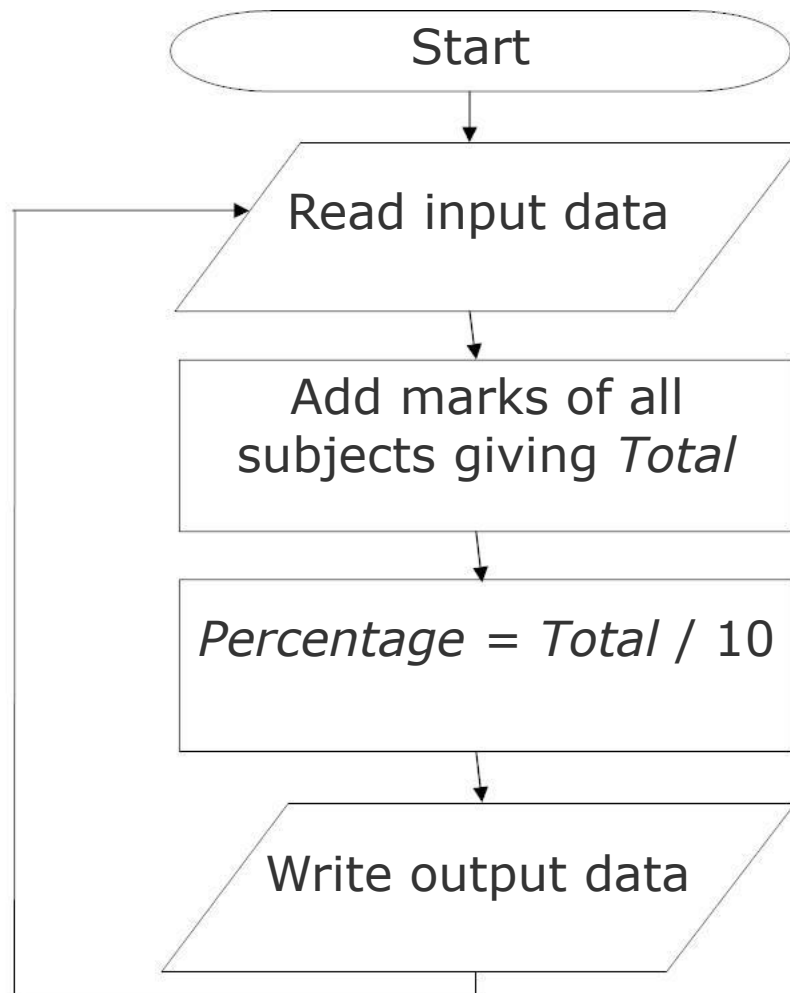 Start
Read input data
Add marks of all
subjects giving Total
Percentage = Total / 10
Write output data